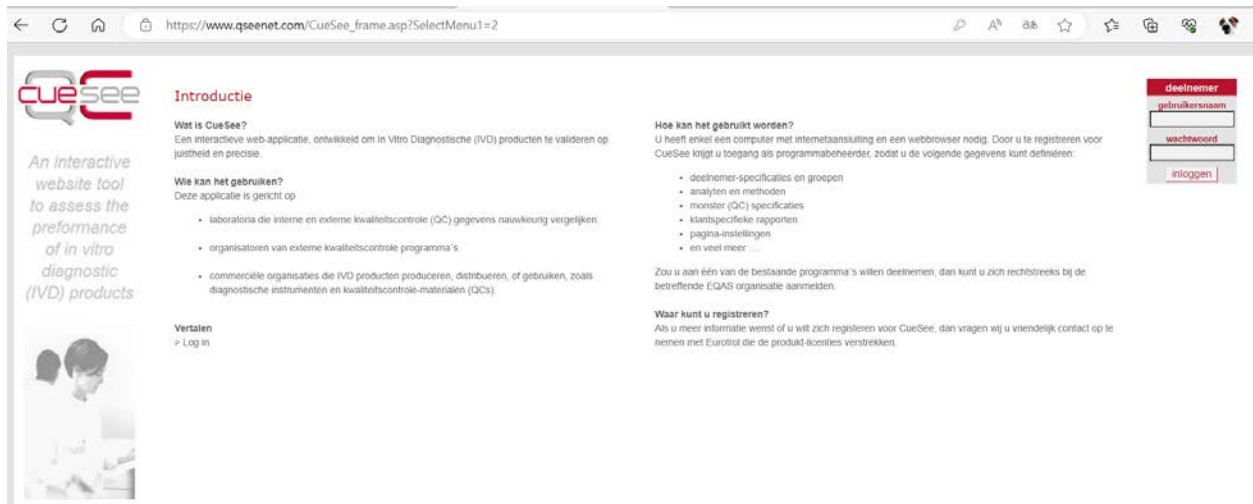 https://www.qseenet.com/CueSee_frame.asp?SelectMenu1=2
cuesee
An interactive
website tool
to assess the
preformance
of in vitro
diagnostic
(IVD) products
Introductie
Wat is CueSee?
Een interactieve web-applicatie, ontwikkeld om In Vitro Diagnostische (IVD) producten te valideren op
juistheid en precisie.
Wie kan het gebruiken?
Deze applicatie is gericht op
• laboratoria die interne en externe kwaliteitscontrole (QC) gegevens nauwkeurig vergelijken.
• organisatoren van externe kwaliteitscontrole programma´s.
• commerciële organisaties die IVD producten produceren, distribueren, of gebruiken, zoals
diagnostische instrumenten en kwaliteitscontrole-materialen (QCs).
Vertalen
> Log in
Hoe kan het gebruikt worden?
U heeft enkel een computer met internetaansluiting en een webbrowser nodig. Door u te registreren voor
CueSee krijgt u toegang als programmabeheerder, zodat u de volgende gegevens kunt definiëren:
• deelnemer-specificaties en groepen
• analyten en methoden
• monster (QC) specificaties
• klantspecifieke rapporten
• pagina-instellingen
• en veel meer ...
Zou u aan één van de bestaande programma´s willen deelnemen, dan kunt u zich rechtstreeks bij de
betreffende EQAS organisatie aanmelden.
Waar kunt u registreren?
Als u meer informatie wenst of u wilt zich registeren voor CueSee, dan vragen wij u vriendelijk contact op te
nemen met Eurotrol die de produkt-licenties verstrekken.
deelnemer
gebruikersnaam
wachtwoord
inloggen